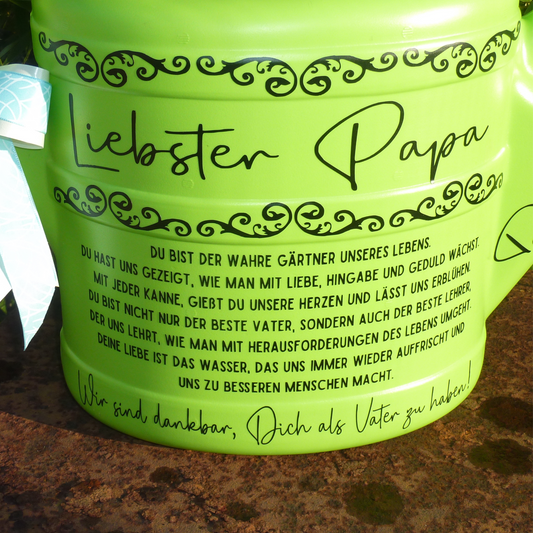 Liebster Papa
DU BIST DER WAHRE GÄRTNER UNSERES LEBENS.
DU HAST UNS GEZEIGT, WIE MAN MIT LIEBE, HINGABE UND GEDULD WÄCHST.
MIT JEDER KANNE, GIEBT DU UNSERE HERZEN UND LÄSST UNS ERBLÜHEN.
DU BIST NICHT NUR DER BESTE VATER, SONDERN AUCH DER BESTE LEHRER,
DER UNS LEHRT, WIE MAN MIT HERAUSFORDERUNGEN DES LEBENS UMGEHT.
DEINE LIEBE IST DAS WASSER, DAS UNS IMMER WIEDER AUFFRISCHT UND
UNS ZU BESSEREN MENSCHEN MACHT.
Wir sind dankbar, Dich als Vater zu haben!